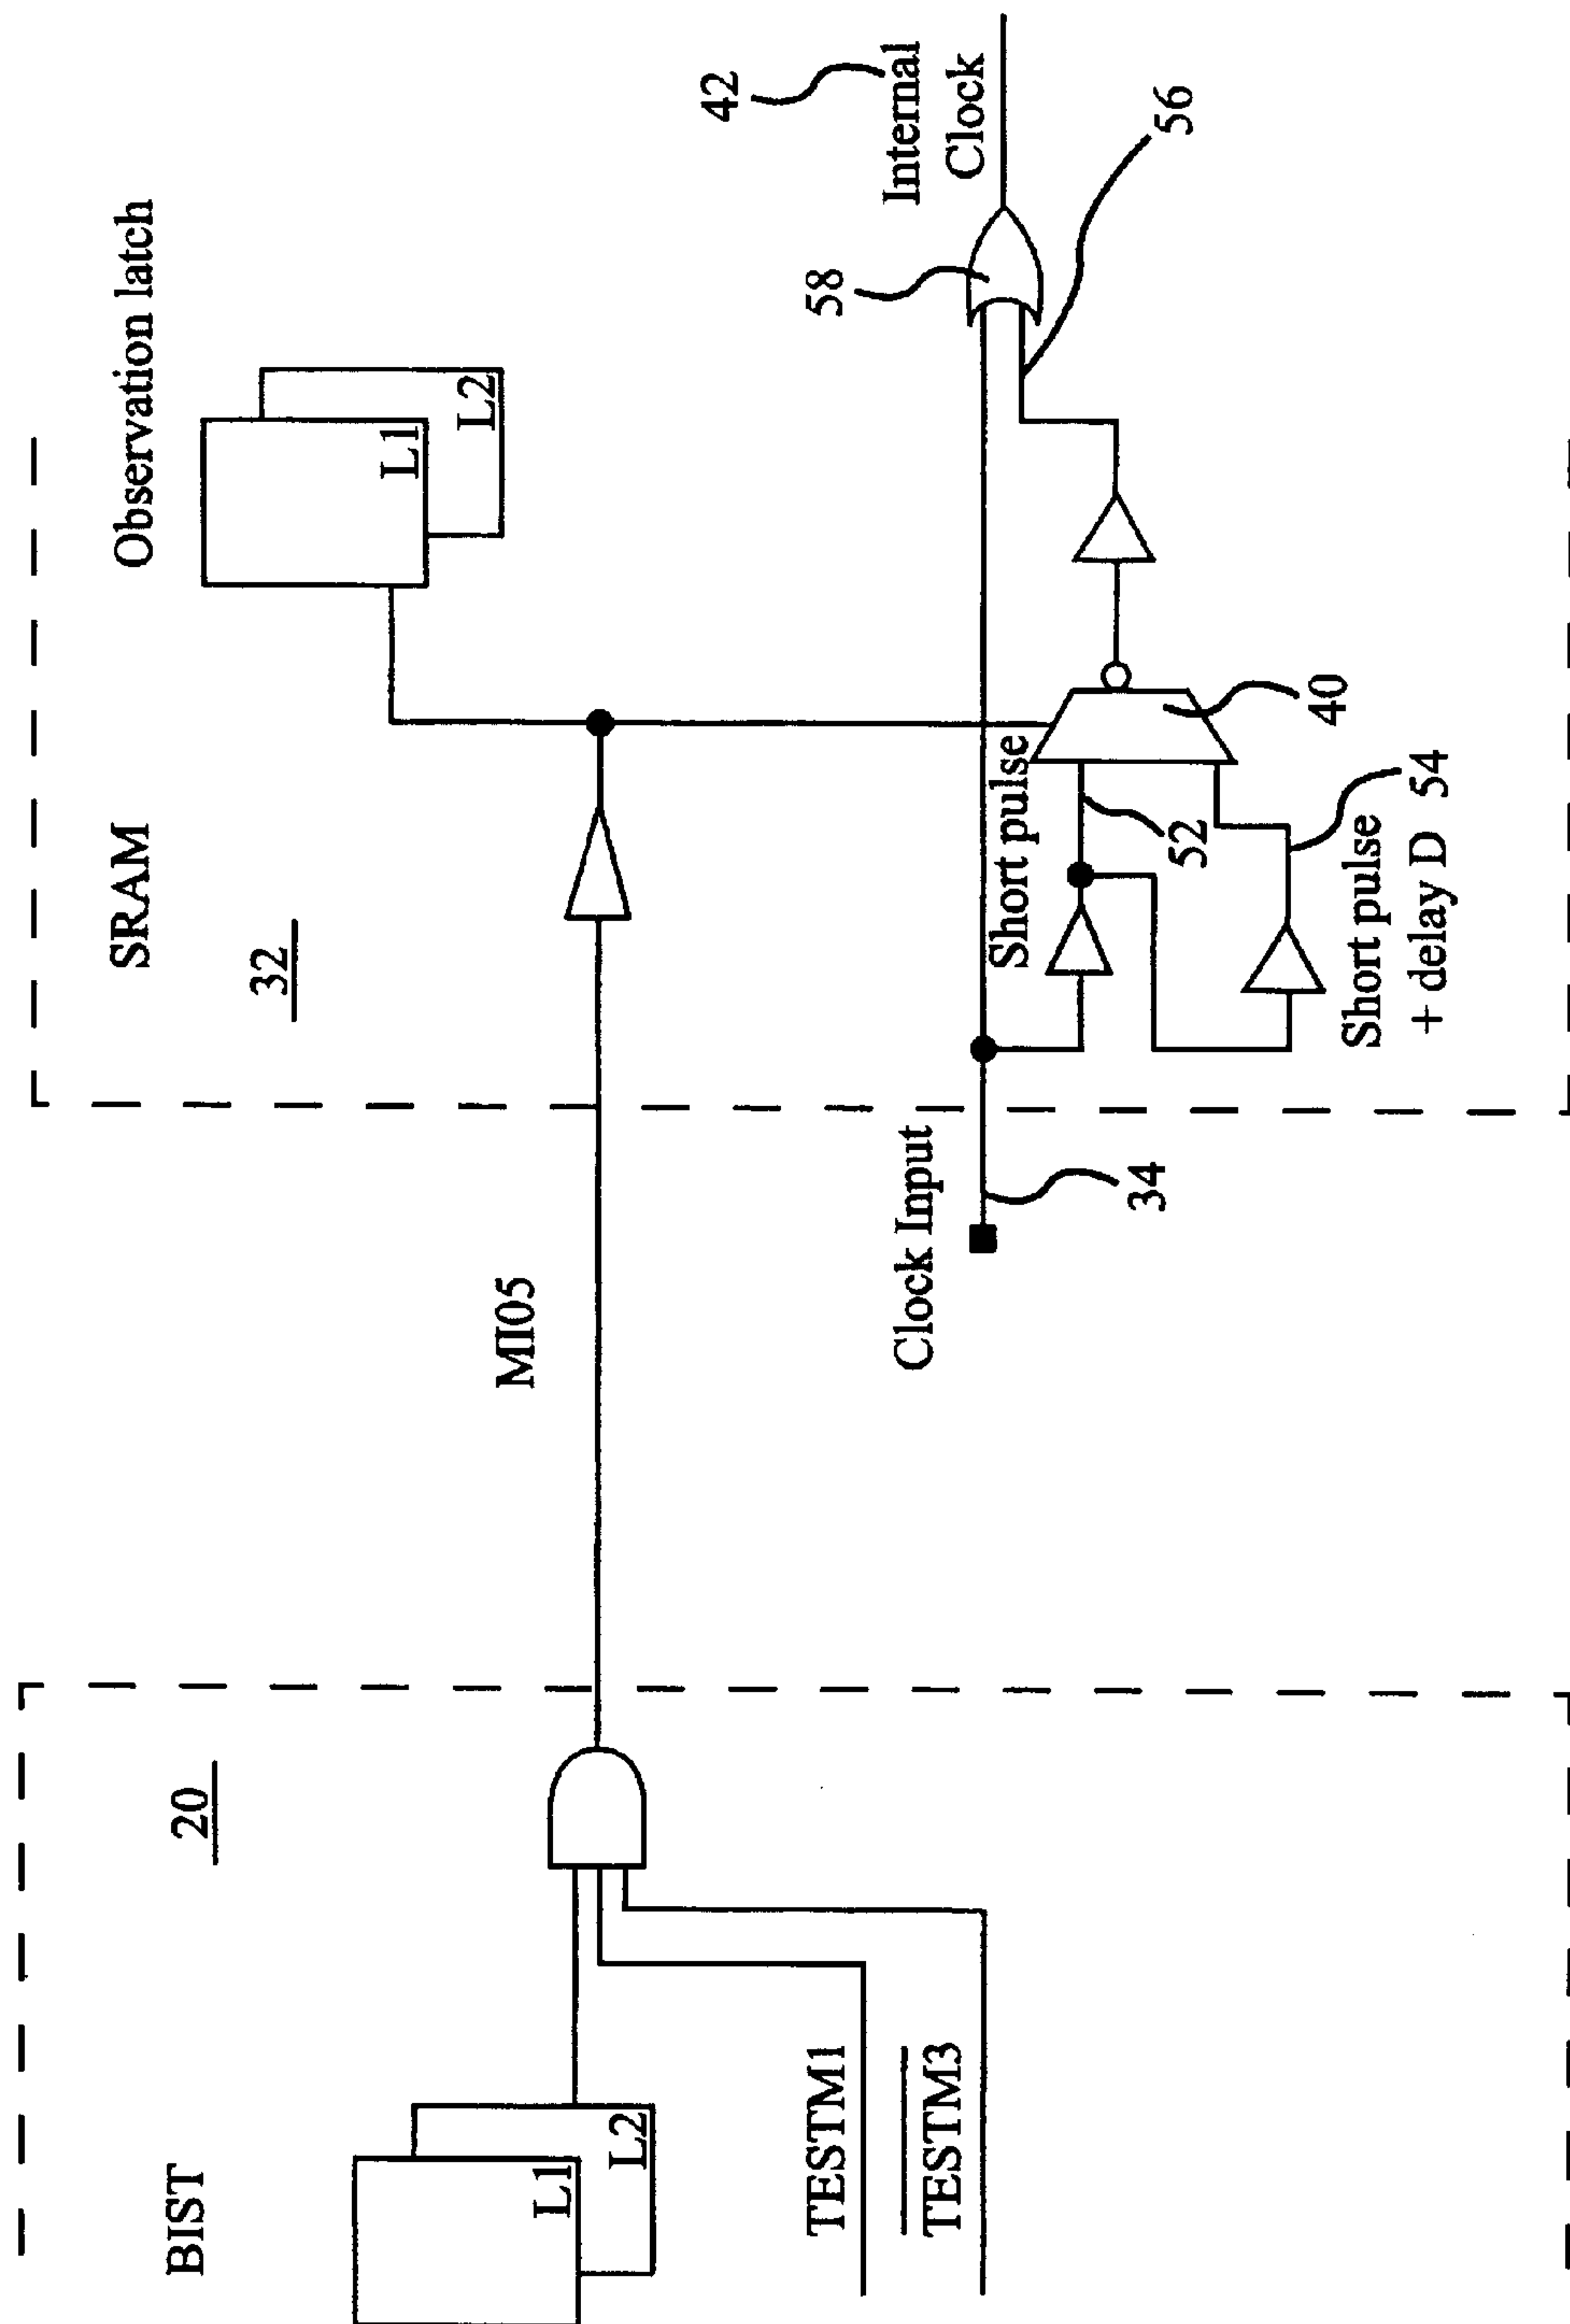 BIST
20
L1
L2
TESTM1
TESTM3
MI05
SRAM
32
Observation latch
L1
L2
Clock Input
34
Short pulse
52
Short pulse
+ delay D 54
40
58
56
42
Internal
Clock